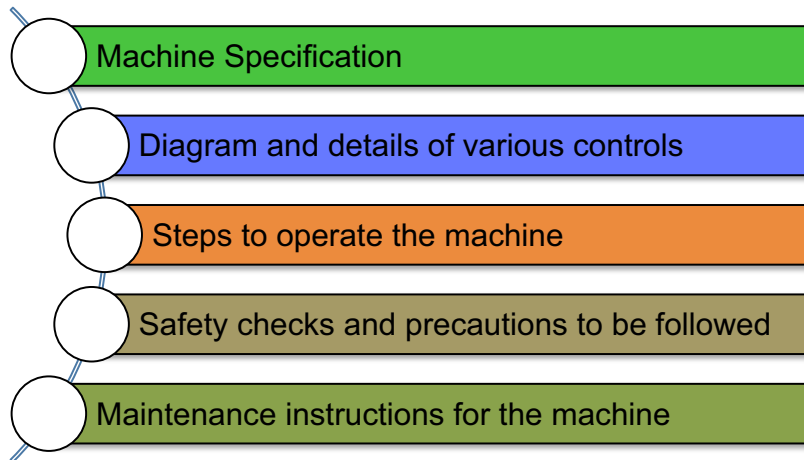 Machine Specification
Diagram and details of various controls
Steps to operate the machine
Safety checks and precautions to be followed
Maintenance instructions for the machine